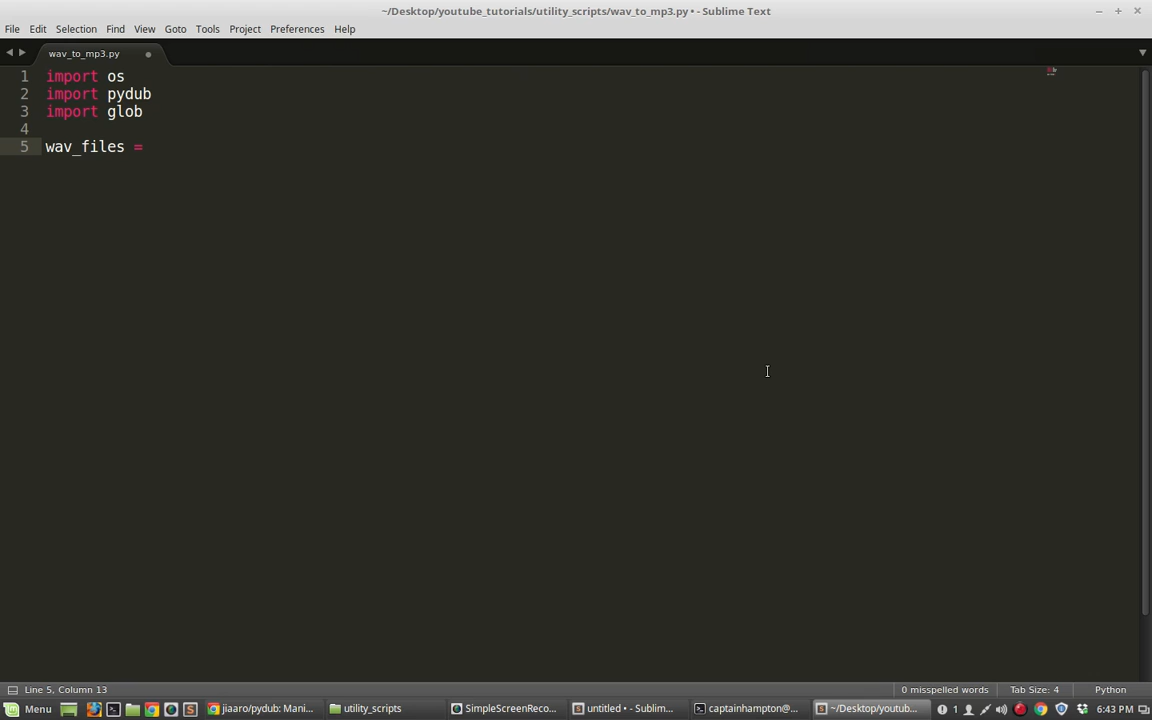 ~/Desktop/youtube_tutorials/utility_scripts/wav_to_mp3.py • - Sublime Text
File Edit Selection Find View Goto Tools Project Preferences Help
wav_to_mp3.py
1 import os
2 import pydub
3 import glob
4
5 wav_files =
Line 5, Column 13 0 misspelled words Tab Size: 4 Python
Menu jiaaro/pydub: Mani... utility_scripts SimpleScreenReco... untitled • - Sublim... captainhampton@... ~/Desktop/youtub... 1 6:43 PM